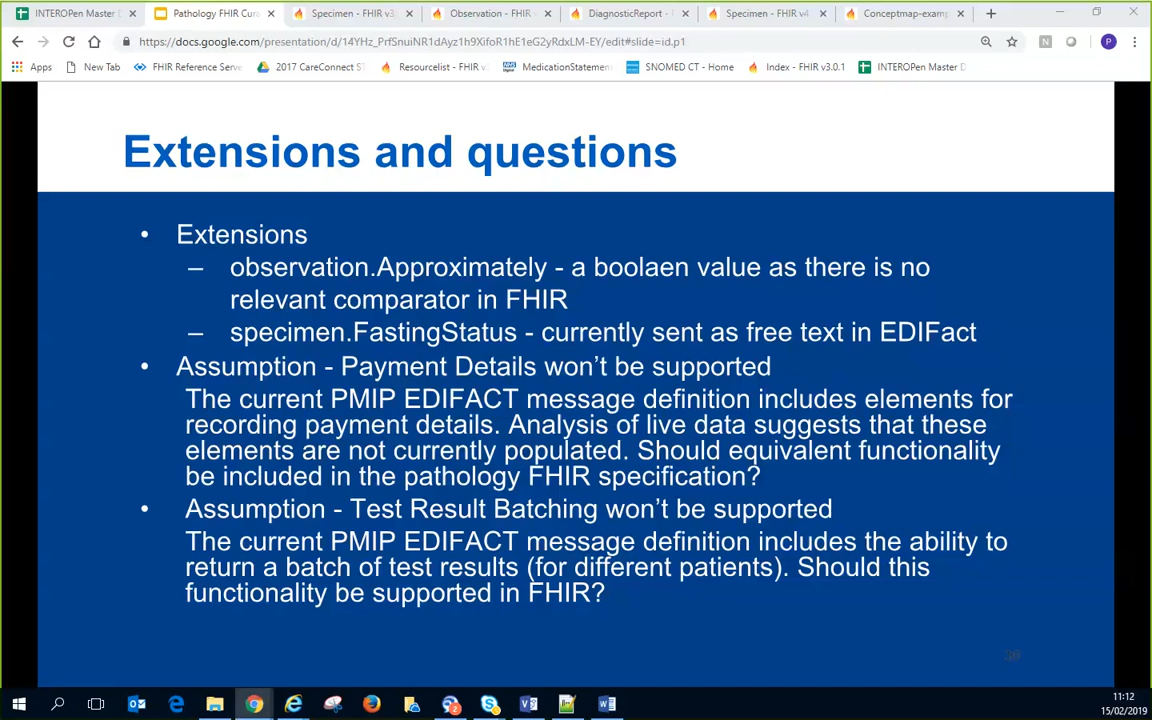 INTEROPen Master D
Pathology FHIR Cura
Specimen - FHIR v3.
Observation - FHIR
DiagnosticReport - F
Specimen - FHIR v4
Conceptmap-examp
https://docs.google.com/presentation/d/14YHz_PrfSnuiNR1dAyz1h9XifoR1hE1eG2yRdxLM-EY/edit#slide=id.p1
N
P
Apps
New Tab
FHIR Reference Serve
2017 CareConnect ST
Resourcelist - FHIR v
MedicationStatement
SNOMED CT - Home
Index - FHIR v3.0.1
INTEROPen Master D
Extensions and questions
• Extensions
– observation.Approximately - a boolaen value as there is no
relevant comparator in FHIR
– specimen.FastingStatus - currently sent as free text in EDIFact
• Assumption - Payment Details won’t be supported
The current PMIP EDIFACT message definition includes elements for
recording payment details. Analysis of live data suggests that these
elements are not currently populated. Should equivalent functionality
be included in the pathology FHIR specification?
• Assumption - Test Result Batching won’t be supported
The current PMIP EDIFACT message definition includes the ability to
return a batch of test results (for different patients). Should this
functionality be supported in FHIR?
11:12
15/02/2019